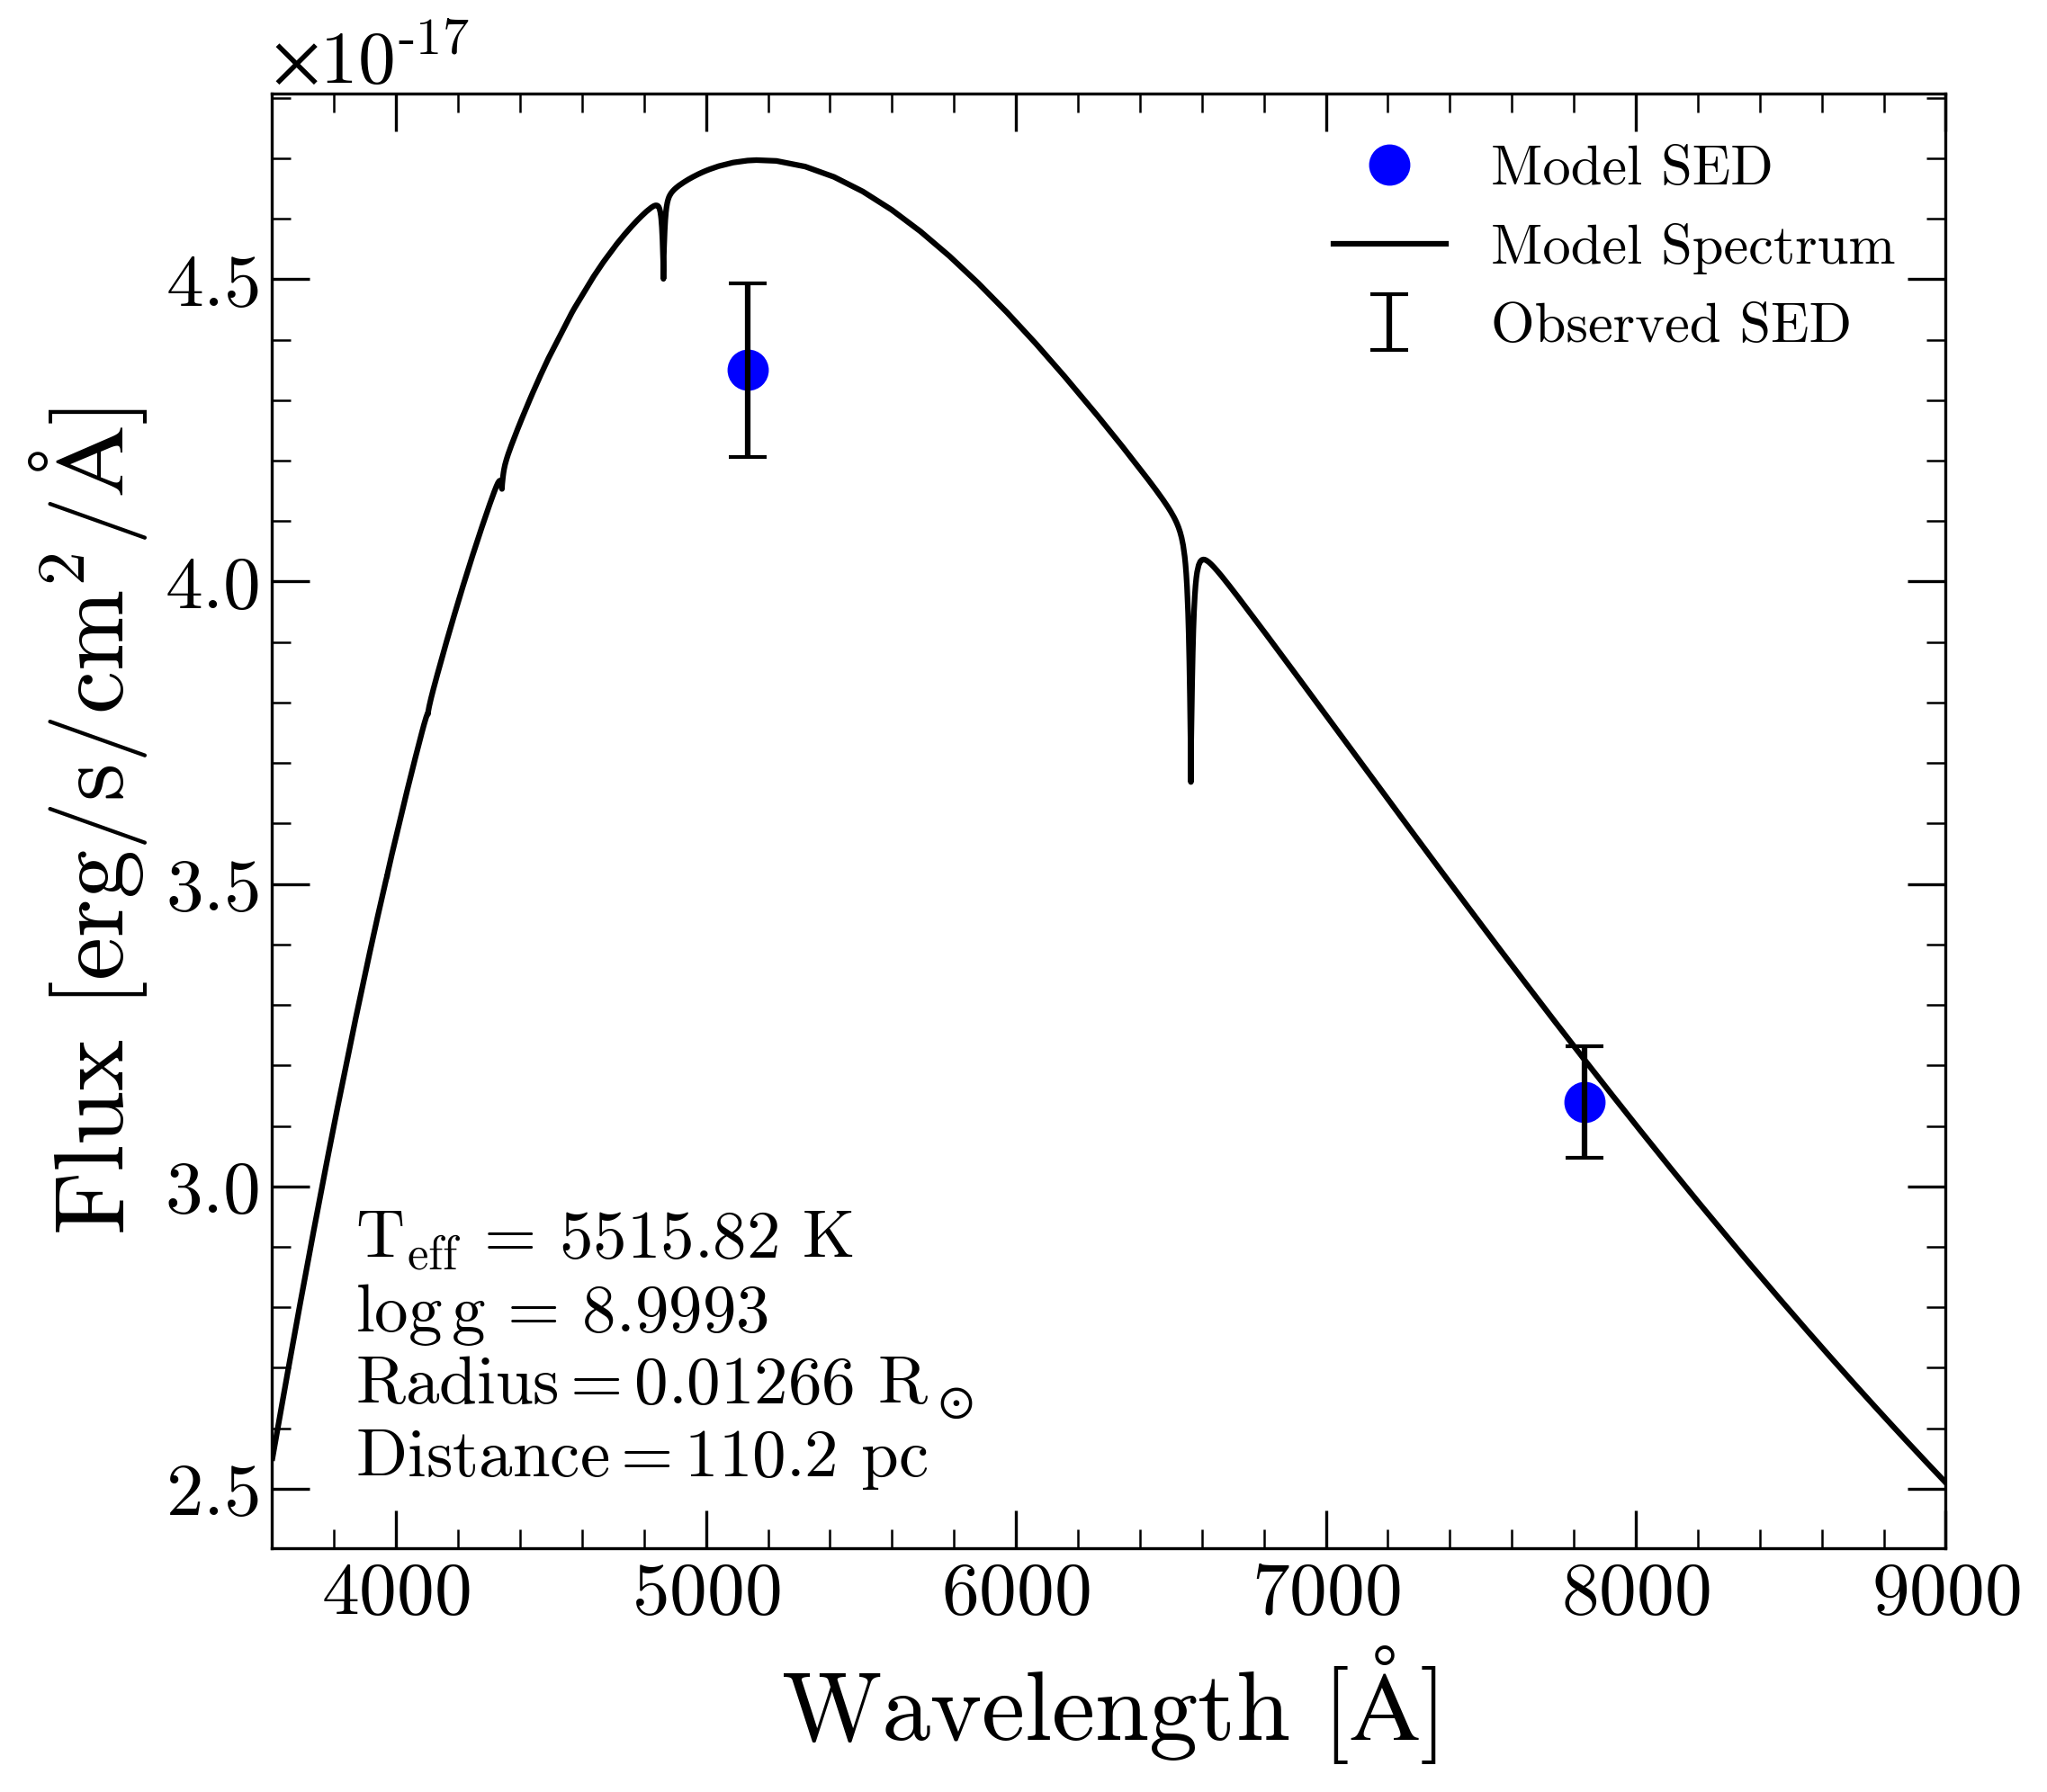 ×10⁻¹⁷
Model SED
Model Spectrum
Observed SED
4.5
4.0
3.5
3.0
2.5
Flux [erg/s/cm²/Å]
T_eff = 5515.82 K
log g = 8.9993
Radius = 0.01266 R_⊙
Distance = 110.2 pc
4000 5000 6000 7000 8000 9000
Wavelength [Å]